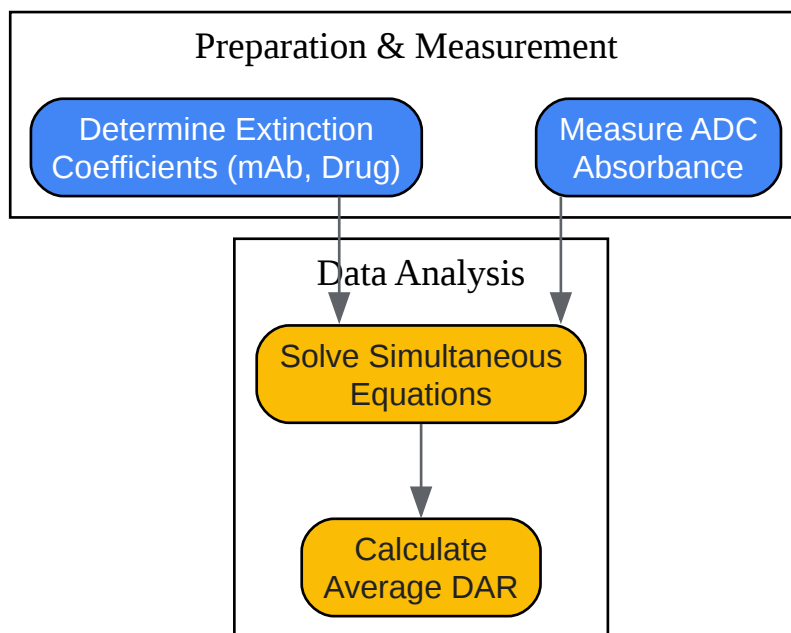 Preparation & Measurement
Determine Extinction
Coefficients (mAb, Drug)
Measure ADC
Absorbance
Data Analysis
Solve Simultaneous
Equations
Calculate
Average DAR